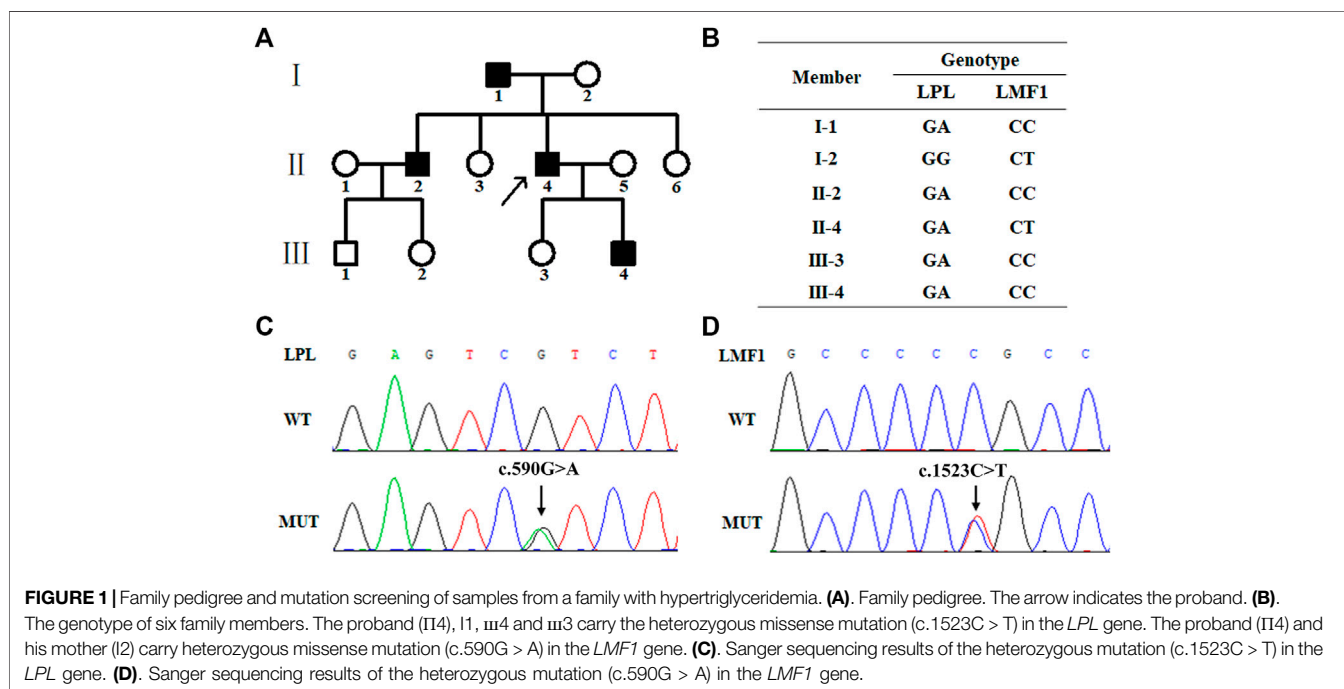 A
I
1
2
II
1
2
3
4
5
6
III
1
2
3
4
B
Member Genotype
LPL LMF1
I-1 GA CC
I-2 GG CT
II-2 GA CC
II-4 GA CT
III-3 GA CC
III-4 GA CC
C
LPL G A G T C G T C T
WT
c.590G>A
MUT
D
LMF1 G C C C C C G C C
WT
c.1523C>T
MUT
FIGURE 1 | Family pedigree and mutation screening of samples from a family with hypertriglyceridemia. (A). Family pedigree. The arrow indicates the proband. (B).
The genotype of six family members. The proband (Π4), I1, ш4 and ш3 carry the heterozygous missense mutation (c.1523C > T) in the LPL gene. The proband (Π4) and
his mother (I2) carry heterozygous missense mutation (c.590G > A) in the LMF1 gene. (C). Sanger sequencing results of the heterozygous mutation (c.1523C > T) in the
LPL gene. (D). Sanger sequencing results of the heterozygous mutation (c.590G > A) in the LMF1 gene.